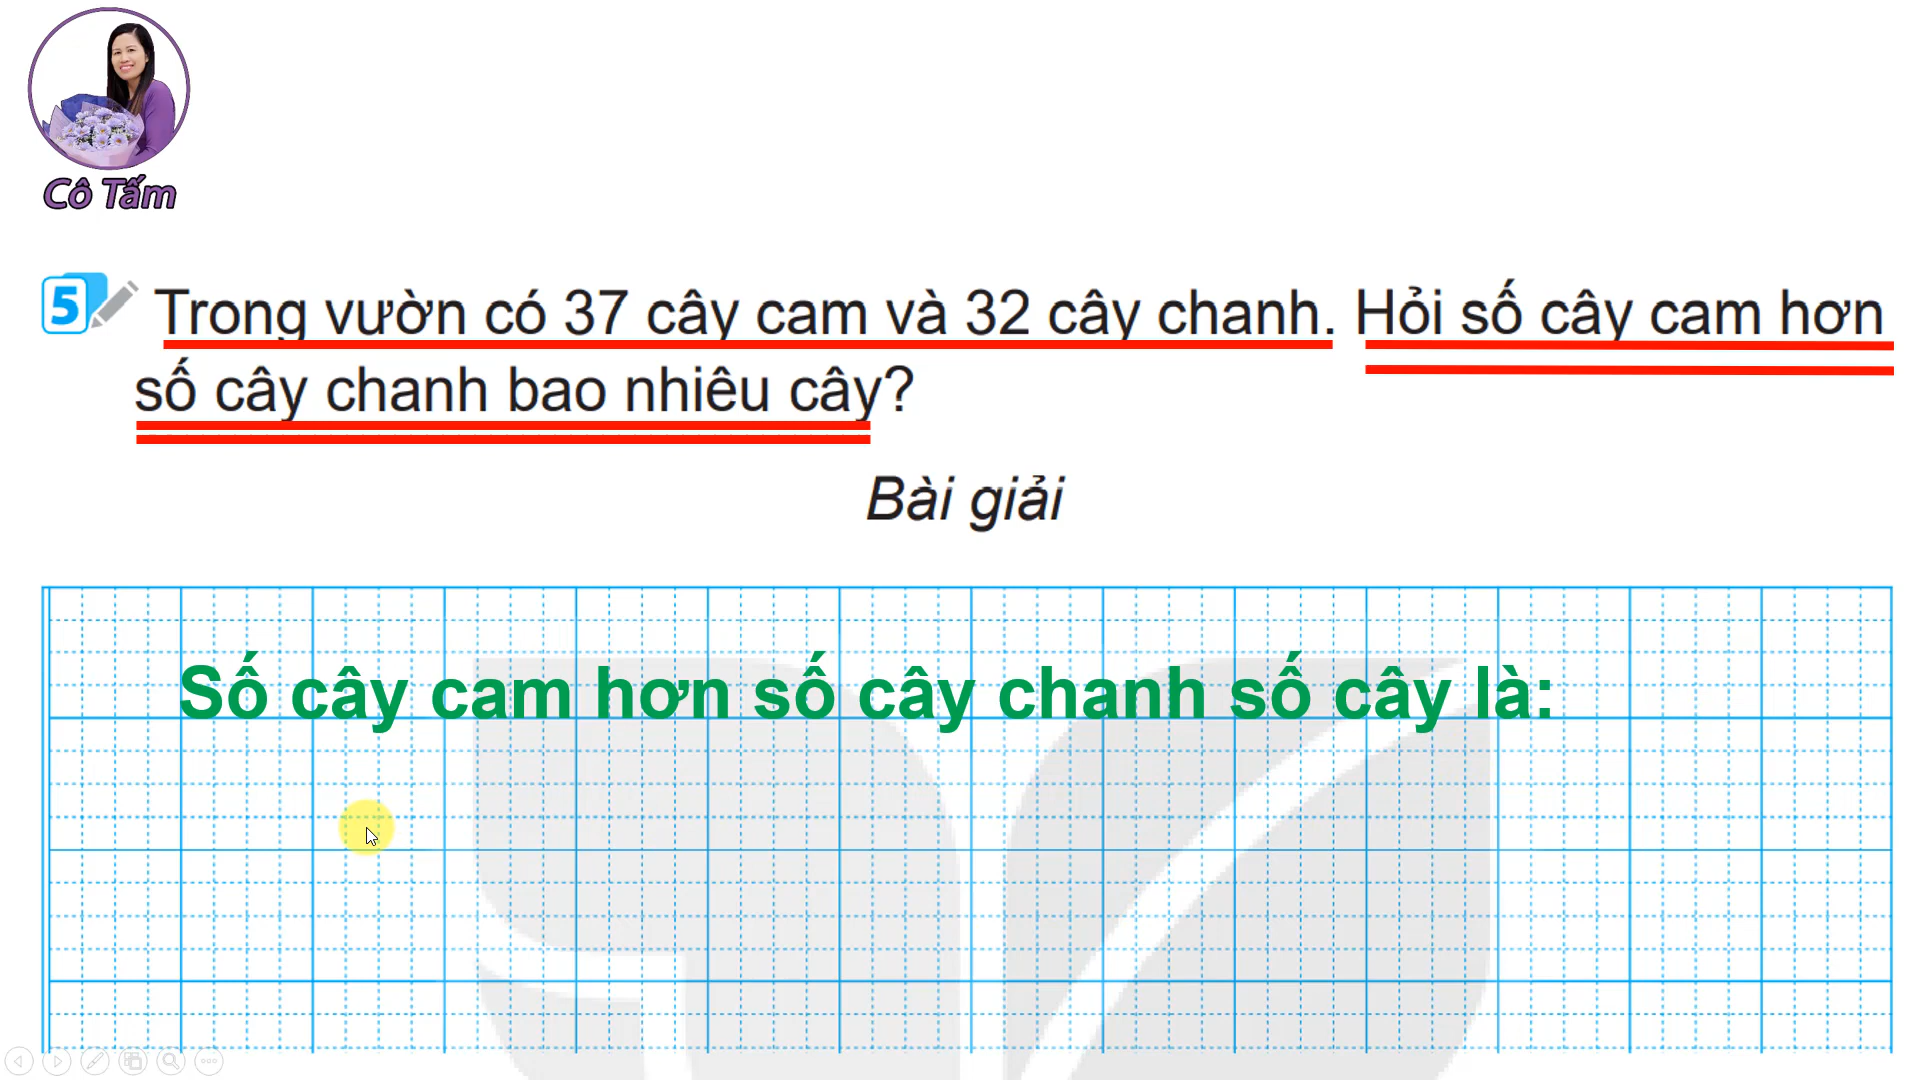 Cô Tấm
5 Trong vườn có 37 cây cam và 32 cây chanh. Hỏi số cây cam hơn
số cây chanh bao nhiêu cây?
Bài giải
Số cây cam hơn số cây chanh số cây là: